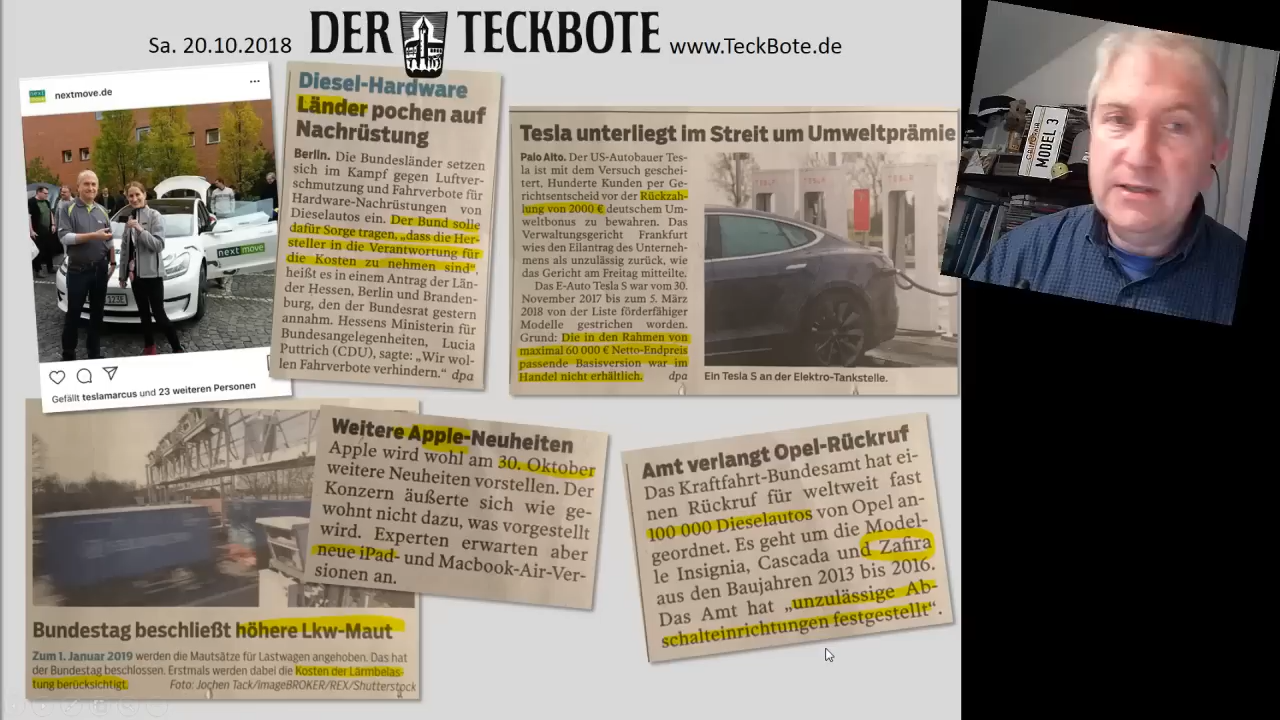 Sa. 20.10.2018 DER TECKBOTE www.TeckBote.de
nextmove.de
next move
Gefällt teslamarcus und 23 weiteren Personen
Diesel-Hardware
Länder pochen auf
Nachrüstung
Berlin. Die Bundesländer setzen
sich im Kampf gegen Luftver-
schmutzung und Fahrverbote für
Hardware-Nachrüstungen von
Dieselautos ein. Der Bund solle
dafür Sorge tragen, „dass die Her-
steller in die Verantwortung für
die Kosten zu nehmen sind“,
heißt es in einem Antrag der Län-
der Hessen, Berlin und Branden-
burg, den der Bundesrat gestern
annahm. Hessens Ministerin für
Bundesangelegenheiten, Lucia
Puttrich (CDU), sagte: „Wir wol-
len Fahrverbote verhindern.“ dpa
Tesla unterliegt im Streit um Umweltprämie
Palo Alto. Der US-Autobauer Tes-
la ist mit dem Versuch geschei-
tert, Hunderte Kunden per Ge-
richtsentscheid vor der Rückzah-
lung von 2000 € deutschem Um-
weltbonus zu bewahren. Das
Verwaltungsgericht Frankfurt
wies den Eilantrag des Unterneh-
mens als unzulässig zurück, wie
das Gericht am Freitag mitteilte.
Das E-Auto Tesla S war vom 30.
November 2017 bis zum 5. März
2018 von der Liste förderfähiger
Modelle gestrichen worden.
Grund: Die in den Rahmen von
maximal 60 000 € Netto-Endpreis
passende Basisversion war im
Handel nicht erhältlich. dpa
TESLA TESLA TESLA
Ein Tesla S an der Elektro-Tankstelle.
MODEL 3
Bundestag beschließt höhere Lkw-Maut
Zum 1. Januar 2019 werden die Mautsätze für Lastwagen angehoben. Das hat
der Bundestag beschlossen. Erstmals werden dabei die Kosten der Lärmbelas-
tung berücksichtigt. Foto: Jochen Tack/imageBROKER/REX/Shutterstock
Weitere Apple-Neuheiten
Apple wird wohl am 30. Oktober
weitere Neuheiten vorstellen. Der
Konzern äußerte sich wie ge-
wohnt nicht dazu, was vorgestellt
wird. Experten erwarten aber
neue iPad- und Macbook-Air-Ver-
sionen an.
Amt verlangt Opel-Rückruf
Das Kraftfahrt-Bundesamt hat ei-
nen Rückruf für weltweit fast
100 000 Dieselautos von Opel an-
geordnet. Es geht um die Model-
le Insignia, Cascada und Zafira
aus den Baujahren 2013 bis 2016.
Das Amt hat „unzulässige Ab-
schalteinrichtungen festgestellt“.